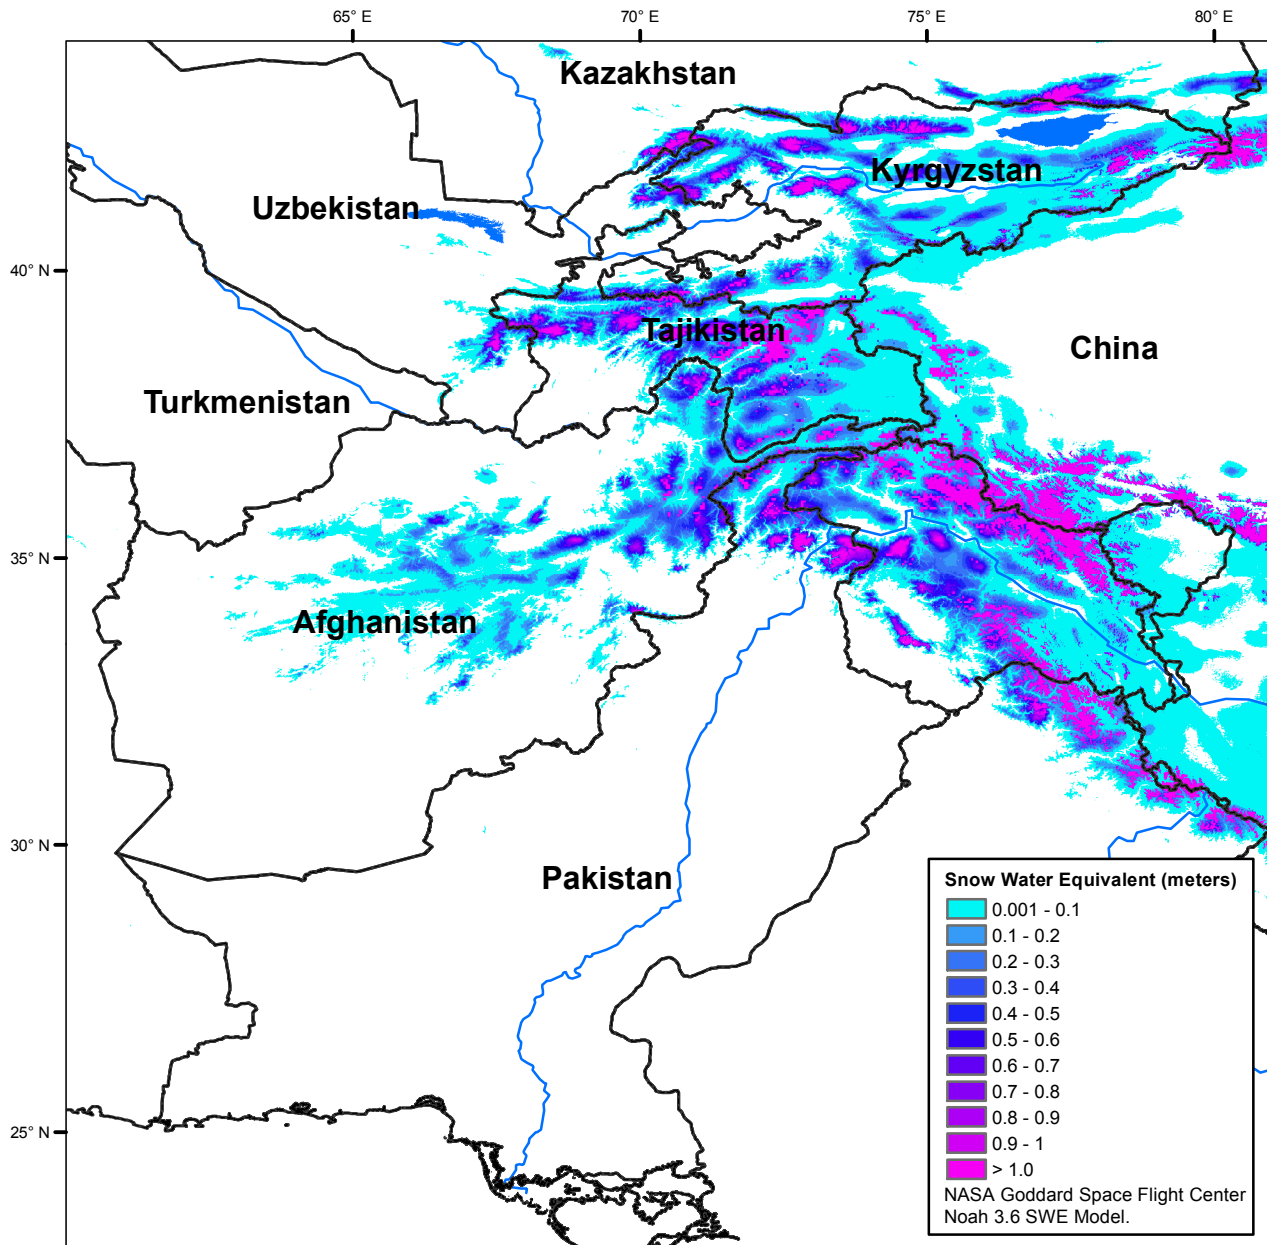 65° E
70° E
75° E
80° E
Kazakhstan
Kyrgyzstan
Uzbekistan
40° N
Tajikistan
China
Turkmenistan
35° N
Afghanistan
30° N
Pakistan
25° N
Snow Water Equivalent (meters)
0.001 - 0.1
0.1 - 0.2
0.2 - 0.3
0.3 - 0.4
0.4 - 0.5
0.5 - 0.6
0.6 - 0.7
0.7 - 0.8
0.8 - 0.9
0.9 - 1
> 1.0
NASA Goddard Space Flight Center
Noah 3.6 SWE Model.